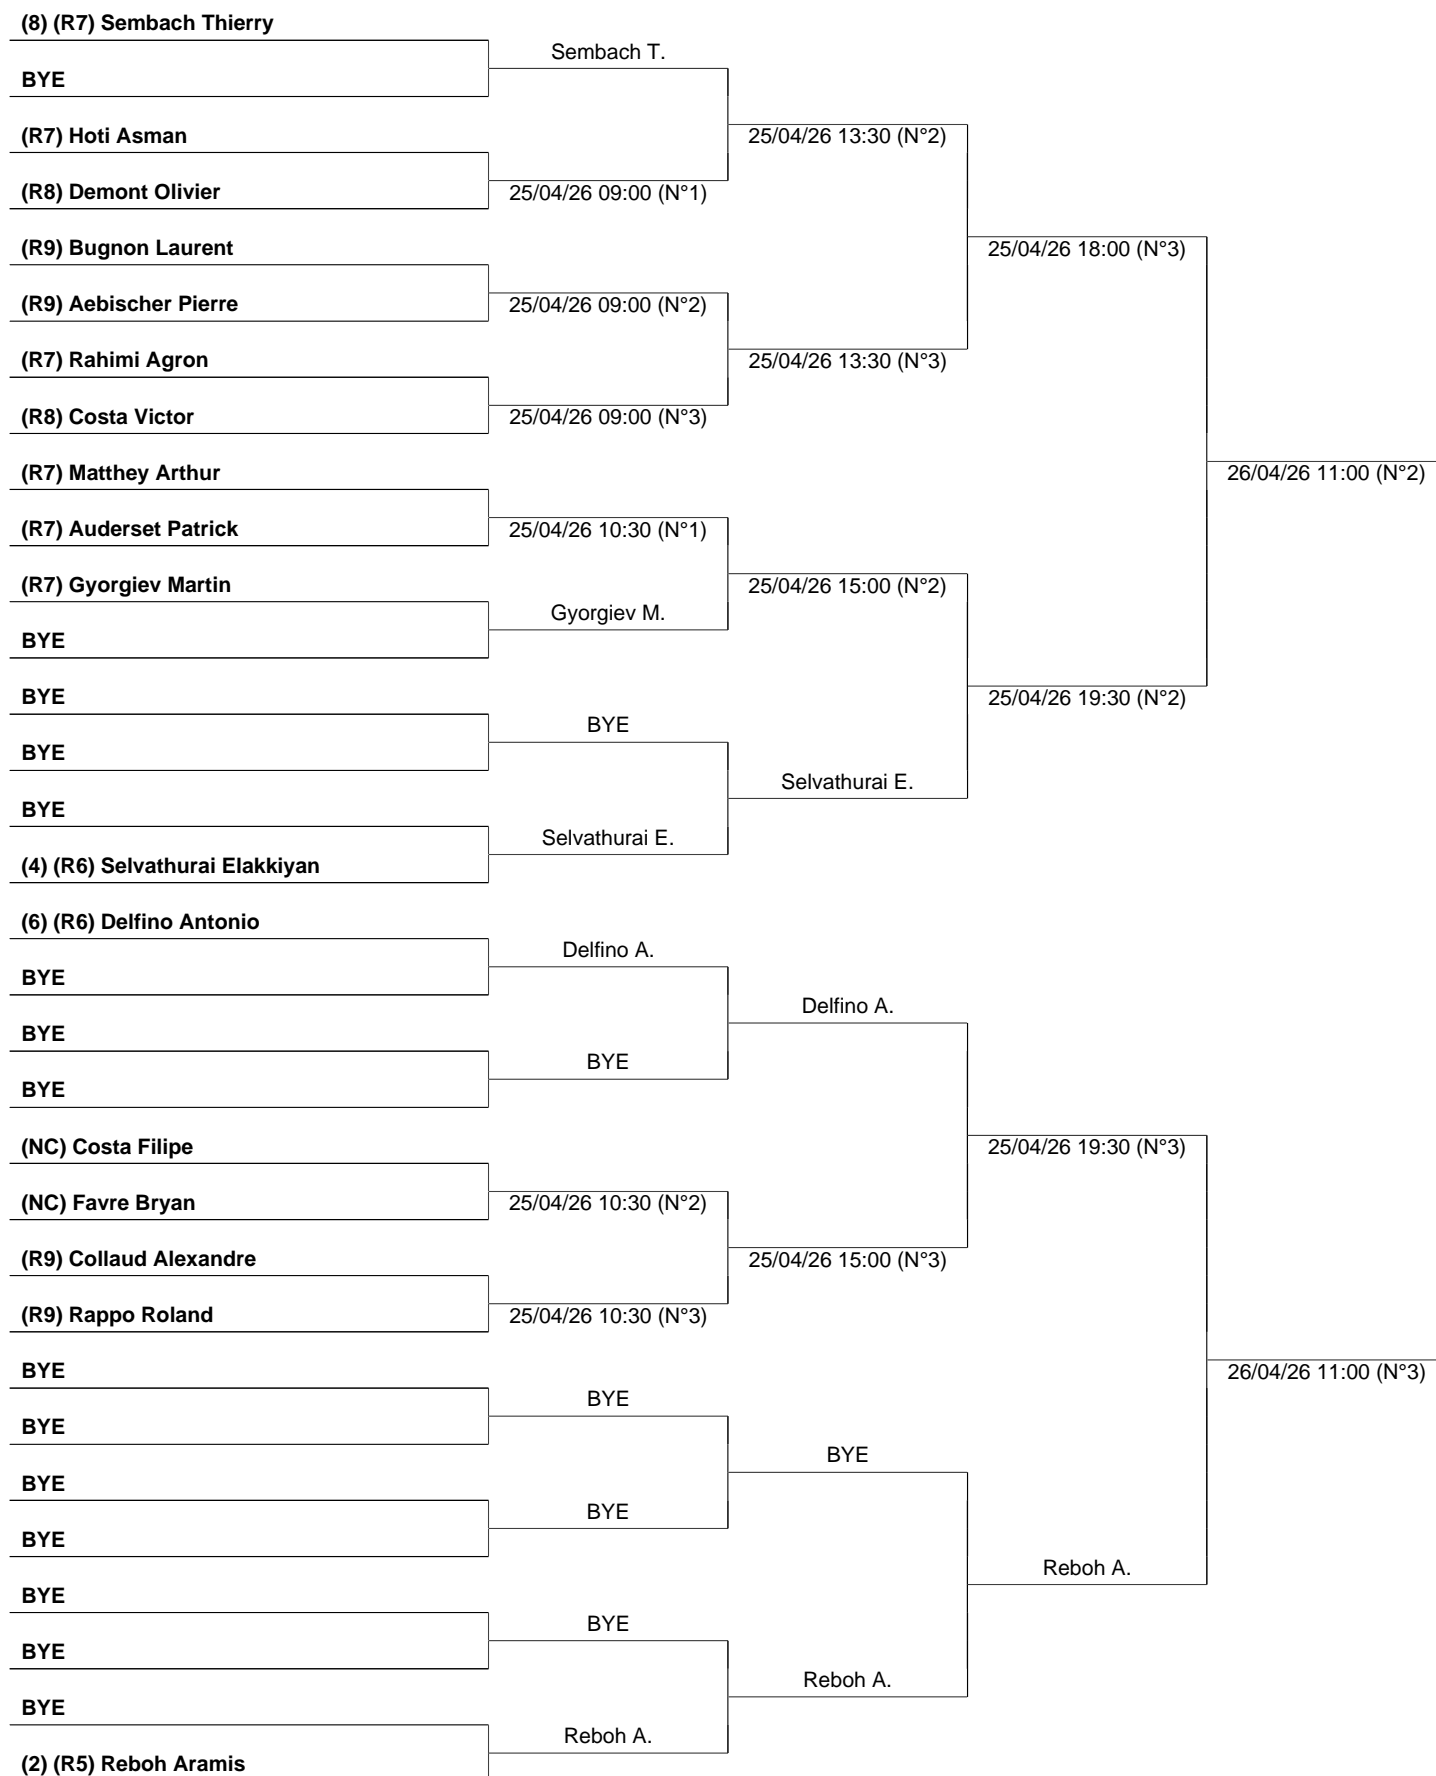 (8) (R7) Sembach Thierry
Sembach T.
BYE
(R7) Hoti Asman
25/04/26 13:30 (N°2)
(R8) Demont Olivier
25/04/26 09:00 (N°1)
(R9) Bugnon Laurent
25/04/26 18:00 (N°3)
(R9) Aebischer Pierre
25/04/26 09:00 (N°2)
(R7) Rahimi Agron
25/04/26 13:30 (N°3)
(R8) Costa Victor
25/04/26 09:00 (N°3)
(R7) Matthey Arthur
26/04/26 11:00 (N°2)
(R7) Auderset Patrick
25/04/26 10:30 (N°1)
(R7) Gyorgiev Martin
25/04/26 15:00 (N°2)
Gyorgiev M.
BYE
BYE
25/04/26 19:30 (N°2)
BYE
BYE
Selvathurai E.
BYE
Selvathurai E.
(4) (R6) Selvathurai Elakkiyan
(6) (R6) Delfino Antonio
Delfino A.
BYE
Delfino A.
BYE
BYE
BYE
(NC) Costa Filipe
25/04/26 19:30 (N°3)
(NC) Favre Bryan
25/04/26 10:30 (N°2)
(R9) Collaud Alexandre
25/04/26 15:00 (N°3)
(R9) Rappo Roland
25/04/26 10:30 (N°3)
BYE
26/04/26 11:00 (N°3)
BYE
BYE
BYE
BYE
BYE
BYE
Reboh A.
BYE
BYE
BYE
Reboh A.
BYE
Reboh A.
(2) (R5) Reboh Aramis